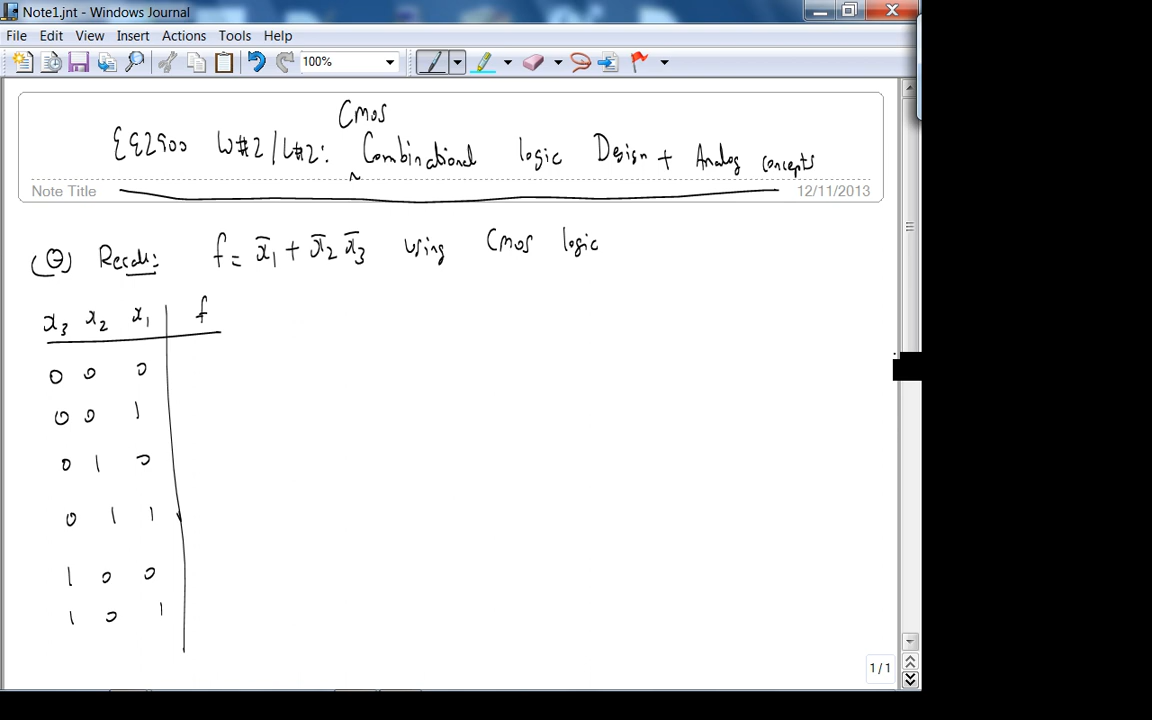 Note1.jnt - Windows Journal
File Edit View Insert Actions Tools Help
100%
CMOS
EE2900 W#2/L#2: Combinational logic Design + Analog concepts
^
Note Title
12/11/2013
Recall: f = x̄1 + x̄2 x̄3 using CMOS logic
x3 x2 x1 f
0 0 0
0 0 1
0 1 0
0 1 1
1 0 0
1 0 1
1 / 1